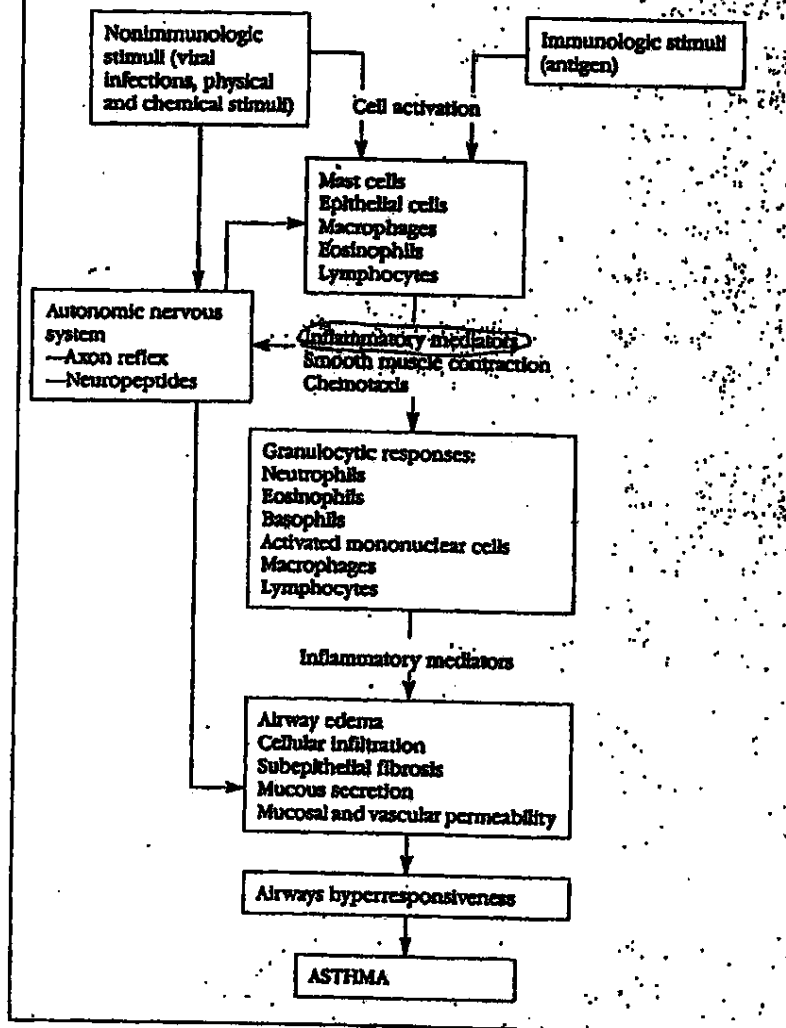 Nonimmunologic
stimuli (viral
infections, physical
and chemical stimuli)
Immunologic stimuli
(antigen)
Cell activation
Mast cells
Epithelial cells
Macrophages
Eosinophils
Lymphocytes
Autonomic nervous
system
—Axon reflex
—Neuropeptides
Inflammatory mediators
Smooth muscle contraction
Chemotaxis
Granulocytic responses:
Neutrophils
Eosinophils
Basophils
Activated mononuclear cells
Macrophages
Lymphocytes
Inflammatory mediators
Airway edema
Cellular infiltration
Subepithelial fibrosis
Mucous secretion
Mucosal and vascular permeability
Airways hyperresponsiveness
ASTHMA